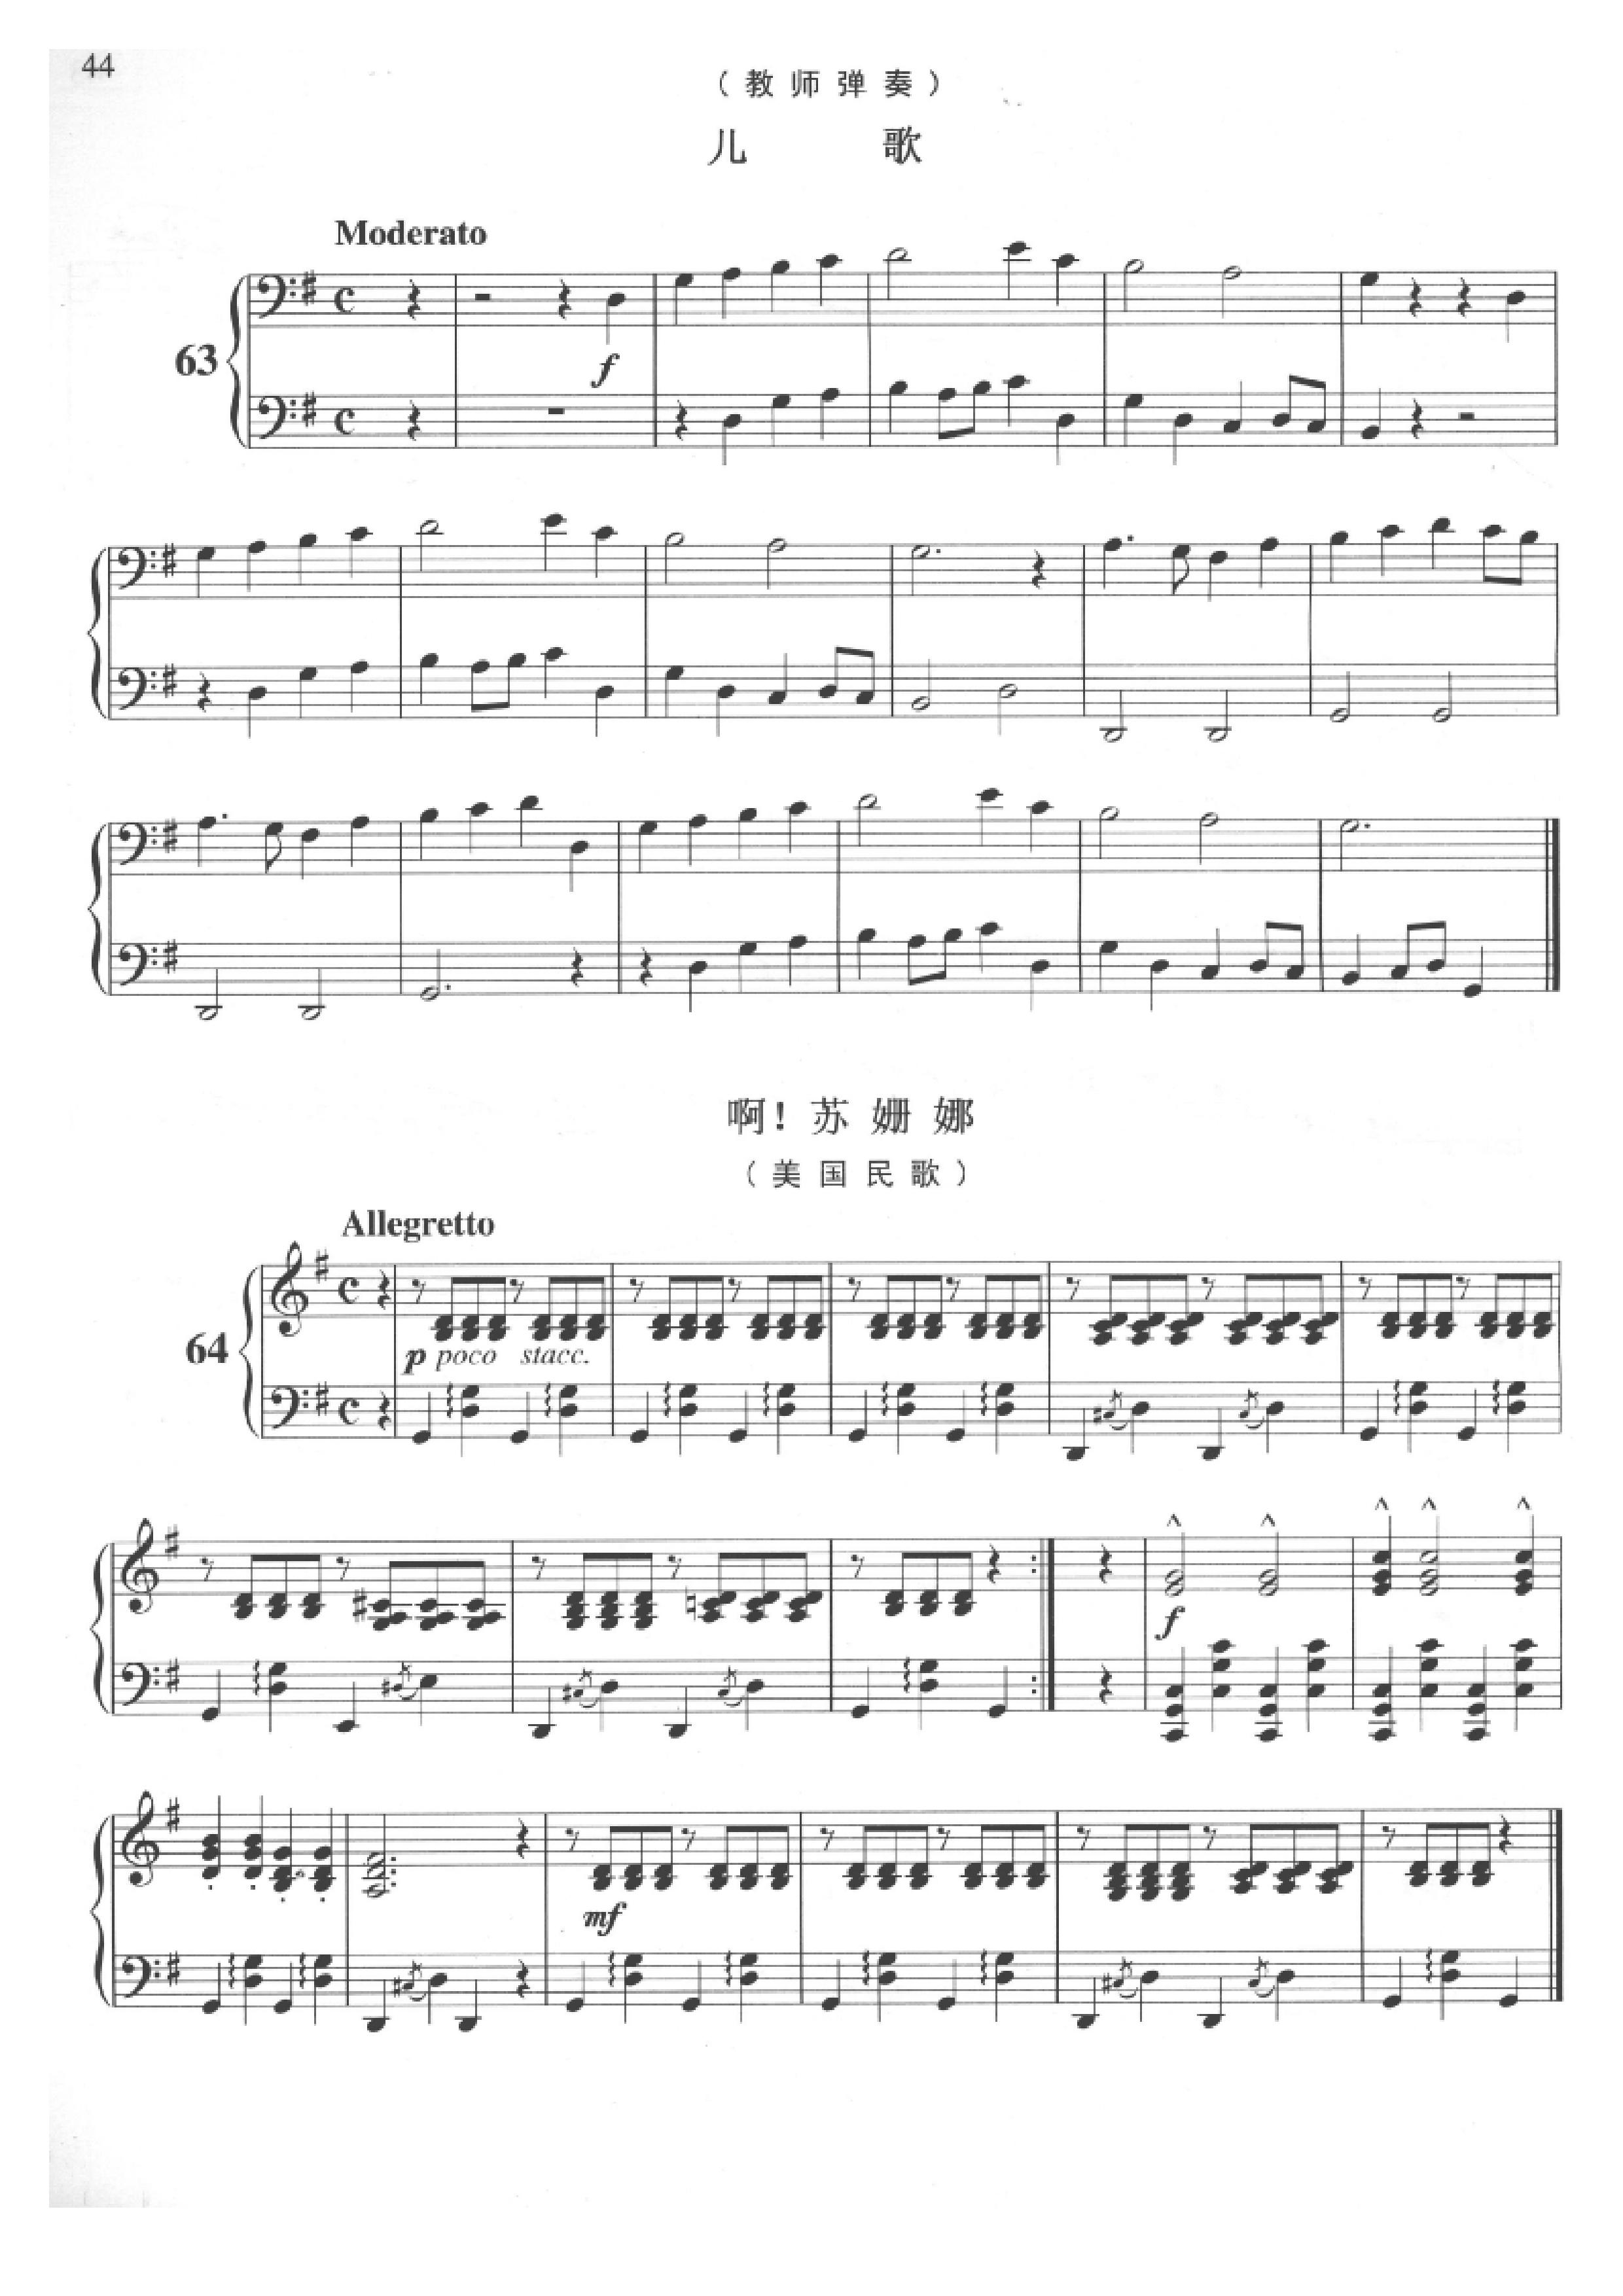 44
（教师弹奏）
儿 歌
Moderato
63
f
啊！苏姗娜
（美国民歌）
Allegretto
64
p poco stacc.
f
mf